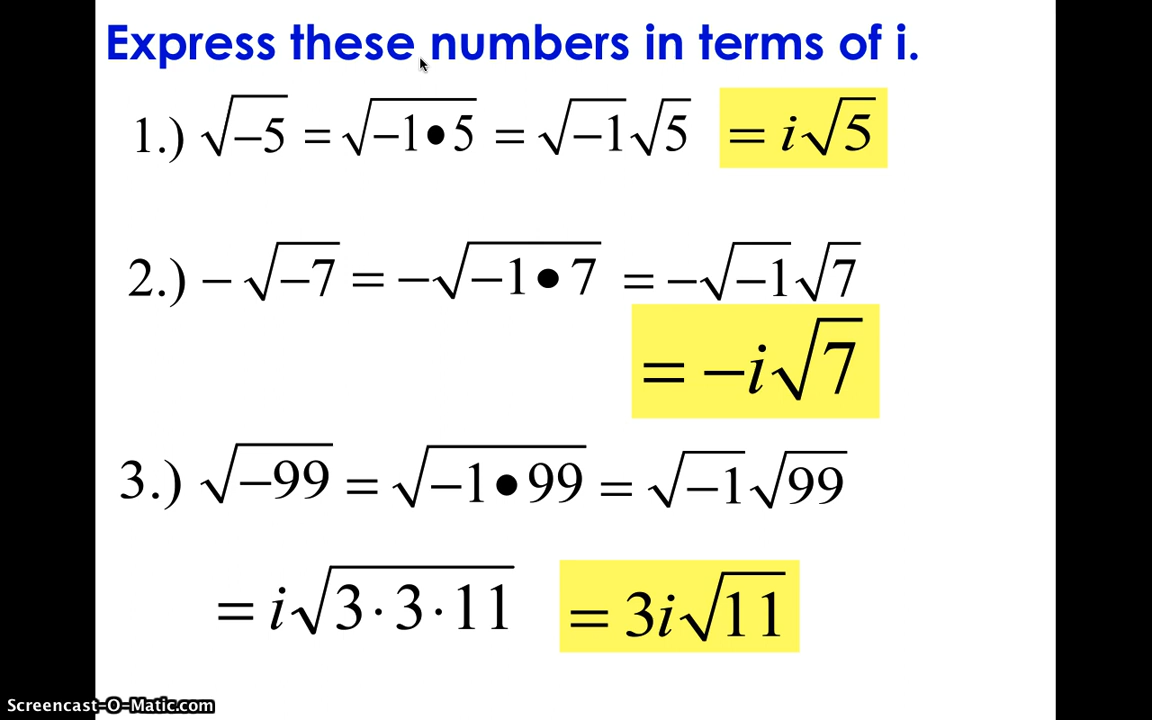 Express these numbers in terms of i.
1.) √−5 = √−1•5 = √−1√5 = i√5
2.) −√−7 = −√−1•7 = −√−1√7
= −i√7
3.) √−99 = √−1•99 = √−1√99
= i√3·3·11 = 3i√11
Screencast-O-Matic.com